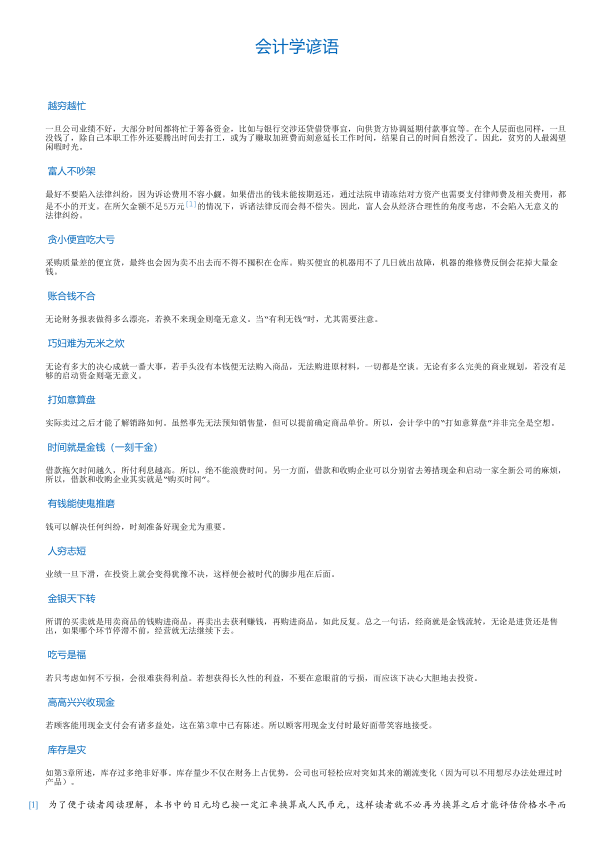 会计学谚语
越穷越忙
一旦公司业绩不好，大部分时间都将忙于筹备资金，比如与银行交涉还贷借贷事宜，向供货方协调延期付款事宜等。在个人层面也同样，一旦
没钱了，除自己本职工作外还要腾出时间去打工，或为了赚取加班费而刻意延长工作时间，结果自己的时间自然没了。因此，贫穷的人最渴望
闲暇时光。
富人不吵架
最好不要陷入法律纠纷，因为诉讼费用不容小觑。如果借出的钱未能按期返还，通过法院申请冻结对方资产也需要支付律师费及相关费用，都
是不小的开支。在所欠金额不足5万元[1]的情况下，诉诸法律反而会得不偿失。因此，富人会从经济合理性的角度考虑，不会陷入无意义的
法律纠纷。
贪小便宜吃大亏
采购质量差的便宜货，最终也会因为卖不出去而不得不囤积在仓库。购买便宜的机器用不了几日就出故障，机器的维修费反倒会花掉大量金
钱。
账合钱不合
无论财务报表做得多么漂亮，若换不来现金则毫无意义。当“有利无钱”时，尤其需要注意。
巧妇难为无米之炊
无论有多大的决心成就一番大事，若手头没有本钱便无法购入商品，无法购进原材料，一切都是空谈。无论有多么完美的商业规划，若没有足
够的启动资金则毫无意义。
打如意算盘
实际卖过之后才能了解销路如何。虽然事先无法预知销售量，但可以提前确定商品单价。所以，会计学中的“打如意算盘”并非完全是空想。
时间就是金钱（一刻千金）
借款拖欠时间越久，所付利息越高。所以，绝不能浪费时间。另一方面，借款和收购企业可以分别省去筹措现金和启动一家全新公司的麻烦，
所以，借款和收购企业其实就是“购买时间”。
有钱能使鬼推磨
钱可以解决任何纠纷，时刻准备好现金尤为重要。
人穷志短
业绩一旦下滑，在投资上就会变得犹豫不决，这样便会被时代的脚步甩在后面。
金银天下转
所谓的买卖就是用卖商品的钱购进商品，再卖出去获利赚钱，再购进商品，如此反复。总之一句话，经商就是金钱流转，无论是进货还是售
出，如果哪个环节停滞不前，经营就无法继续下去。
吃亏是福
若只考虑如何不亏损，会很难获得利益。若想获得长久性的利益，不要在意眼前的亏损，而应该下决心大胆地去投资。
高高兴兴收现金
若顾客能用现金支付会有诸多益处，这在第3章中已有陈述。所以顾客用现金支付时最好面带笑容地接受。
库存是灾
如第3章所述，库存过多绝非好事。库存量少不仅在财务上占优势，公司也可轻松应对突如其来的潮流变化（因为可以不用想尽办法处理过时
产品）。
[1] 为了便于读者阅读理解，本书中的日元均已按一定汇率换算成人民币元，这样读者就不必再为换算之后才能评估价格水平而